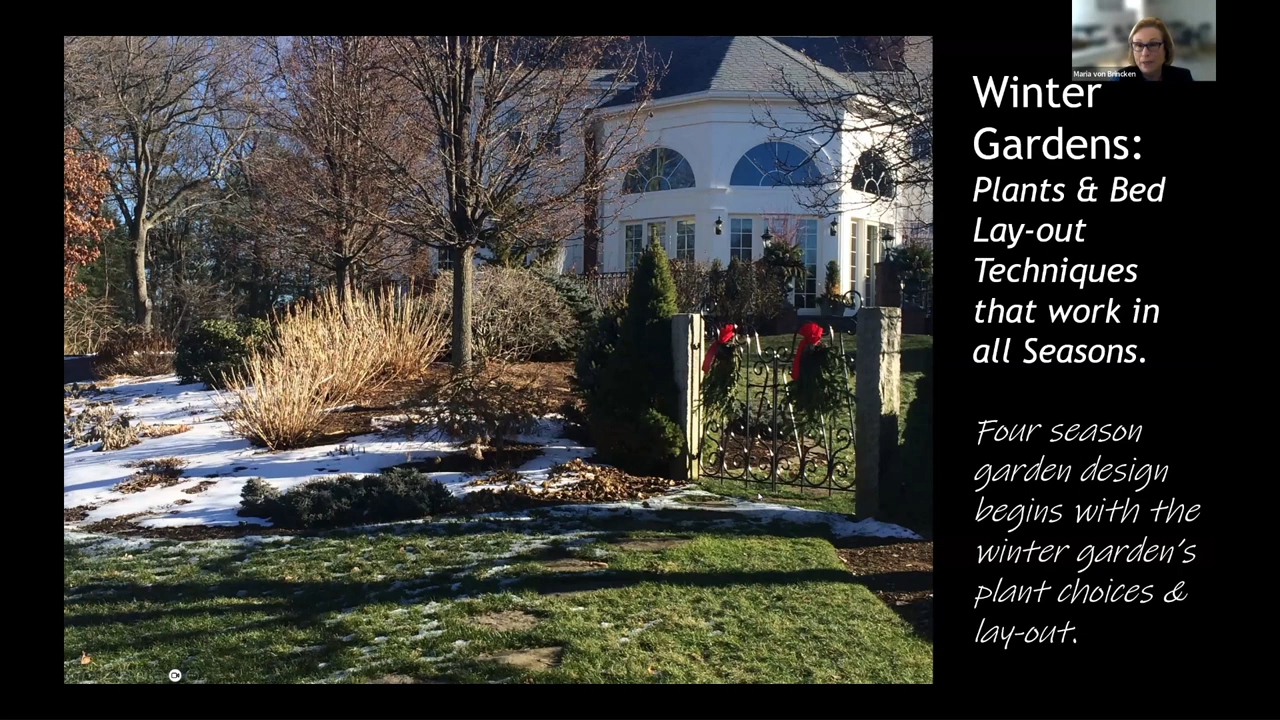 Maria von Brincken
Winter
Gardens:
Plants & Bed
Lay-out
Techniques
that work in
all Seasons.
Four season
garden design
begins with the
winter garden's
plant choices &
lay-out.